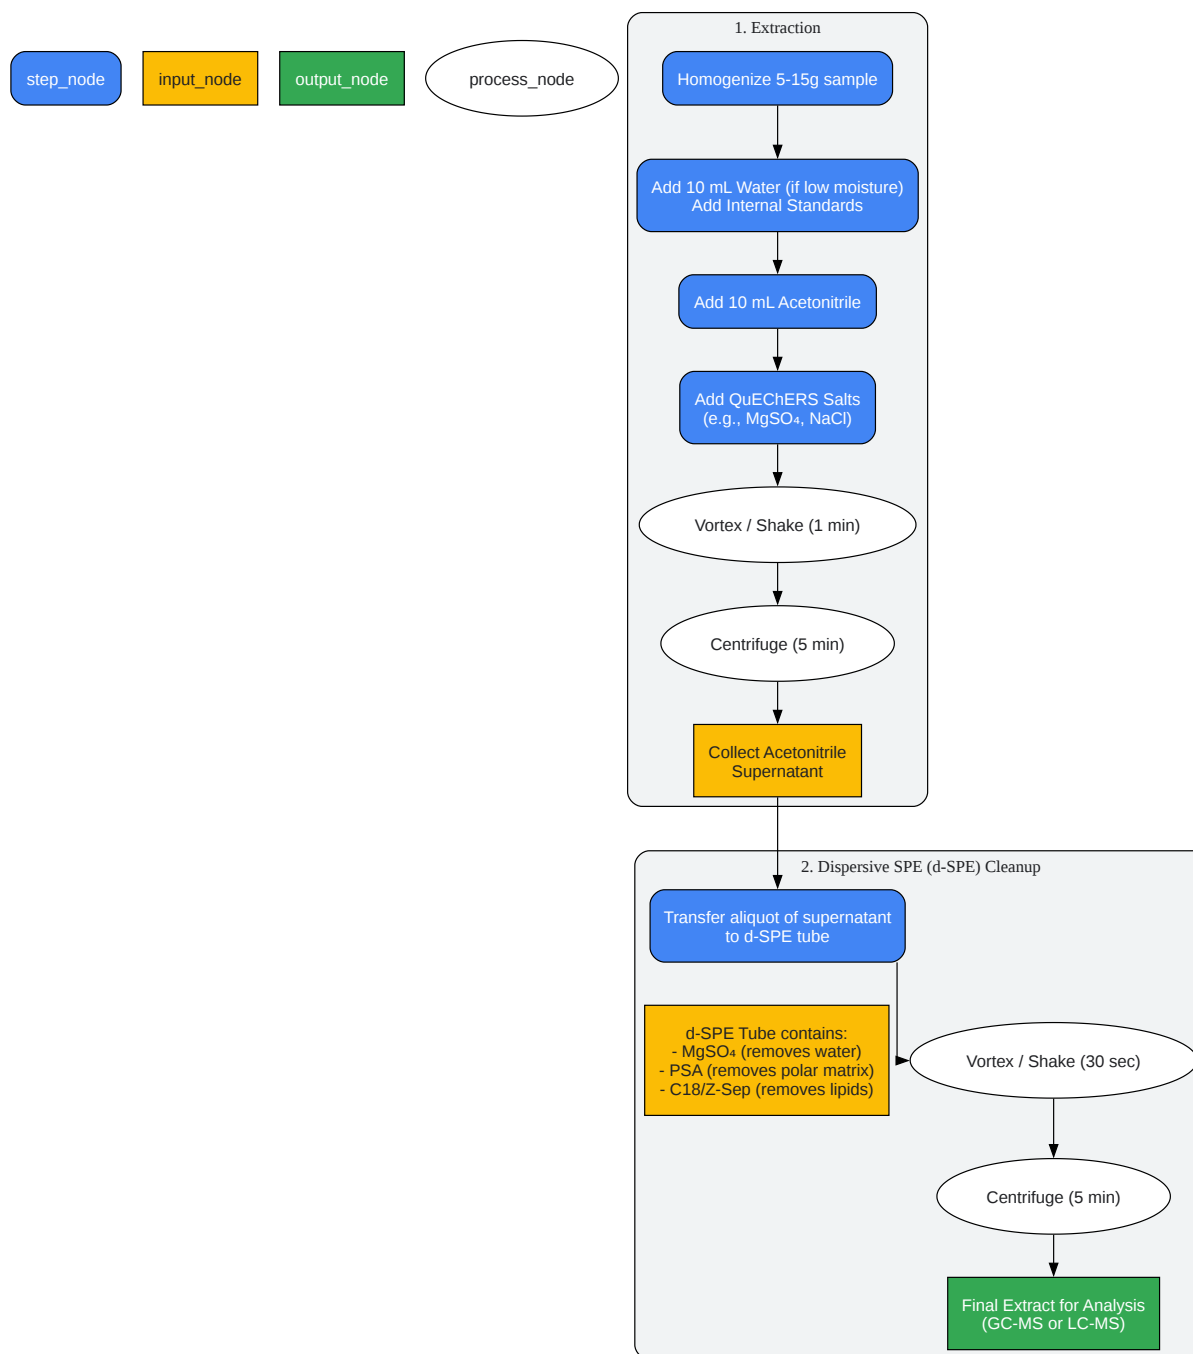 step_node
input_node
output_node
process_node
1. Extraction
Homogenize 5-15g sample
Add 10 mL Water (if low moisture)
Add Internal Standards
Add 10 mL Acetonitrile
Add QuEChERS Salts
(e.g., MgSO₄, NaCl)
Vortex / Shake (1 min)
Centrifuge (5 min)
Collect Acetonitrile
Supernatant
2. Dispersive SPE (d-SPE) Cleanup
Transfer aliquot of supernatant
to d-SPE tube
d-SPE Tube contains:
- MgSO₄ (removes water)
- PSA (removes polar matrix)
- C18/Z-Sep (removes lipids)
Vortex / Shake (30 sec)
Centrifuge (5 min)
Final Extract for Analysis
(GC-MS or LC-MS)